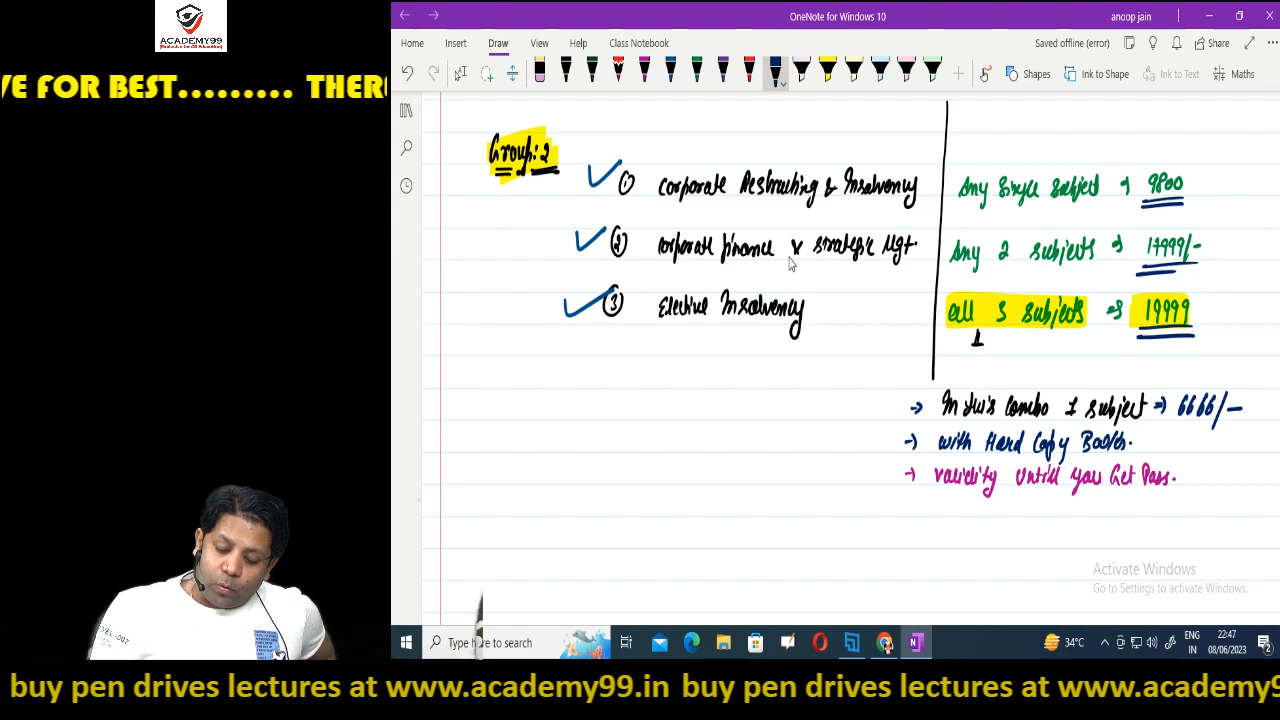 ACADEMY99
VE FOR BEST......... THER
OneNote for Windows 10
anoop jain
Home Insert Draw View Help Class Notebook
Saved offline (error)
Share
Shapes
Ink to Shape
Ink to Text
Maths
Group: 2
① Corporate Restructing & Insolvency
② Corporate finance & Strategic Mgt.
③ Elective Insolvency
Any Single Subject → 9800
Any 2 subjects ⇒ 17999/-
all 3 subjects ⇒ 19999
1
→ In this Combo 1 subject ⇒ 6666/-
→ with Hard Copy Books.
→ validity Untill you Get Pass.
Activate Windows
Go to Settings to activate Windows.
Type here to search
34°C
ENG
IN
22:47
08/06/2023
2
buy pen drives lectures at www.academy99.in buy pen drives lectures at www.academy9